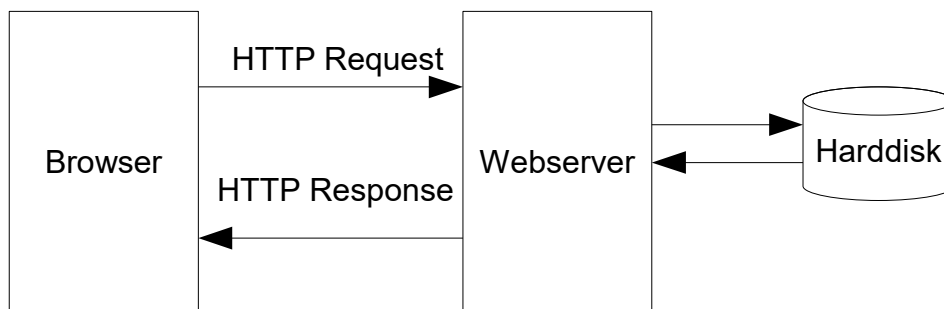 HTTP Request
Browser
Webserver
Harddisk
HTTP Response